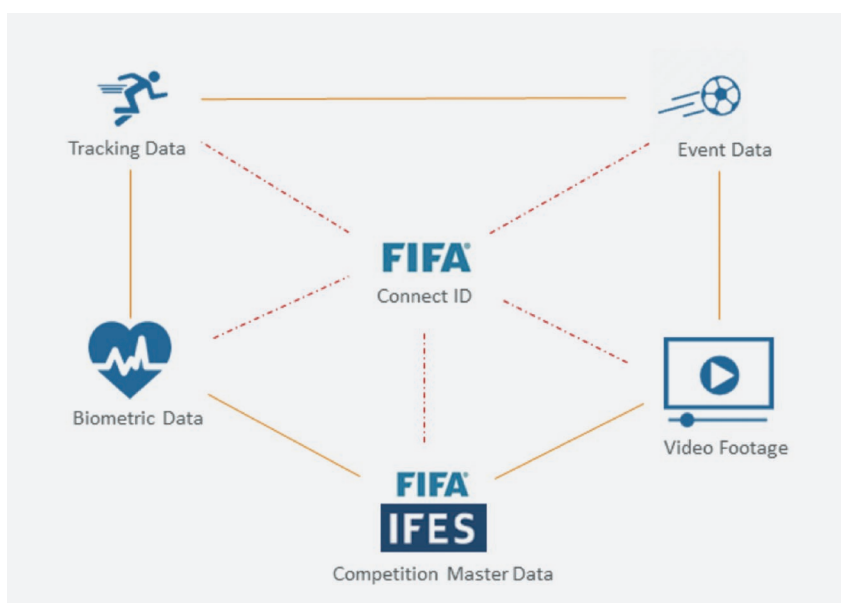 Tracking Data
Event Data
FIFA
Connect ID
Biometric Data
Video Footage
FIFA
IFES
Competition Master Data